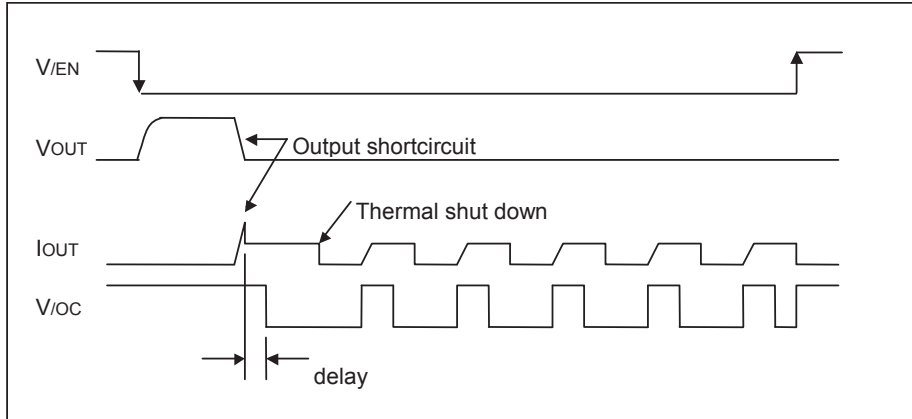 V/EN
VOUT
Output shortcircuit
Thermal shut down
IOUT
V/OC
delay